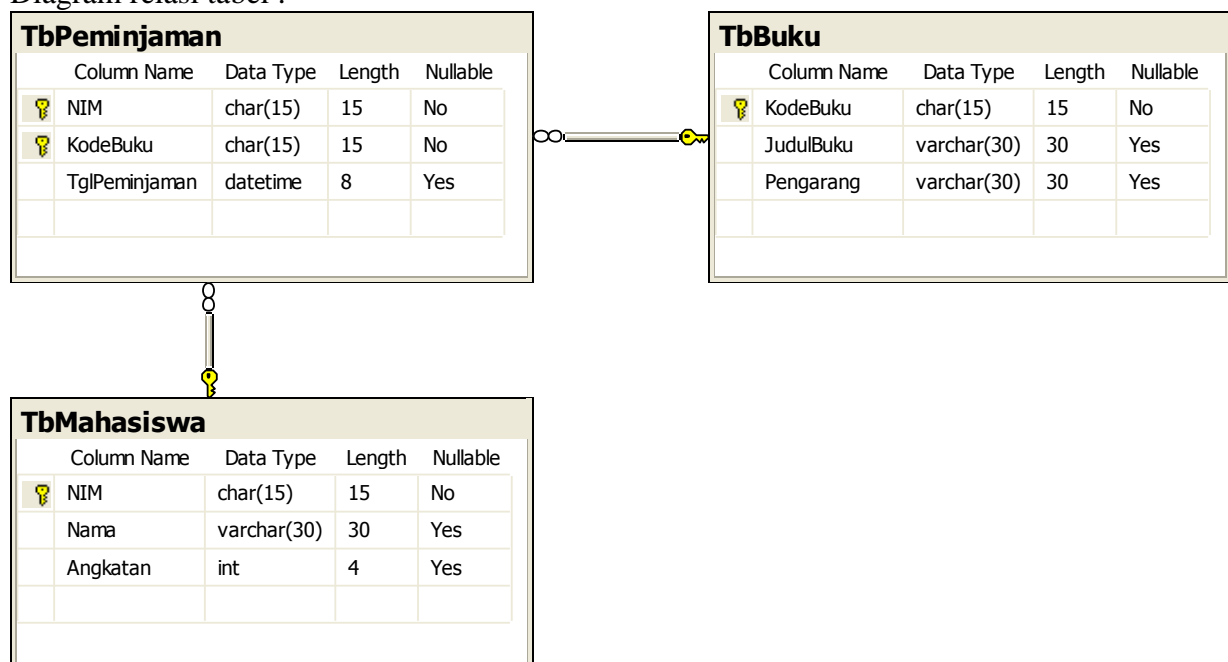 Diagram relasi tabel :
TbPeminjaman
Column Name Data Type Length Nullable
NIM char(15) 15 No
KodeBuku char(15) 15 No
TglPeminjaman datetime 8 Yes
TbBuku
Column Name Data Type Length Nullable
KodeBuku char(15) 15 No
JudulBuku varchar(30) 30 Yes
Pengarang varchar(30) 30 Yes
TbMahasiswa
Column Name Data Type Length Nullable
NIM char(15) 15 No
Nama varchar(30) 30 Yes
Angkatan int 4 Yes